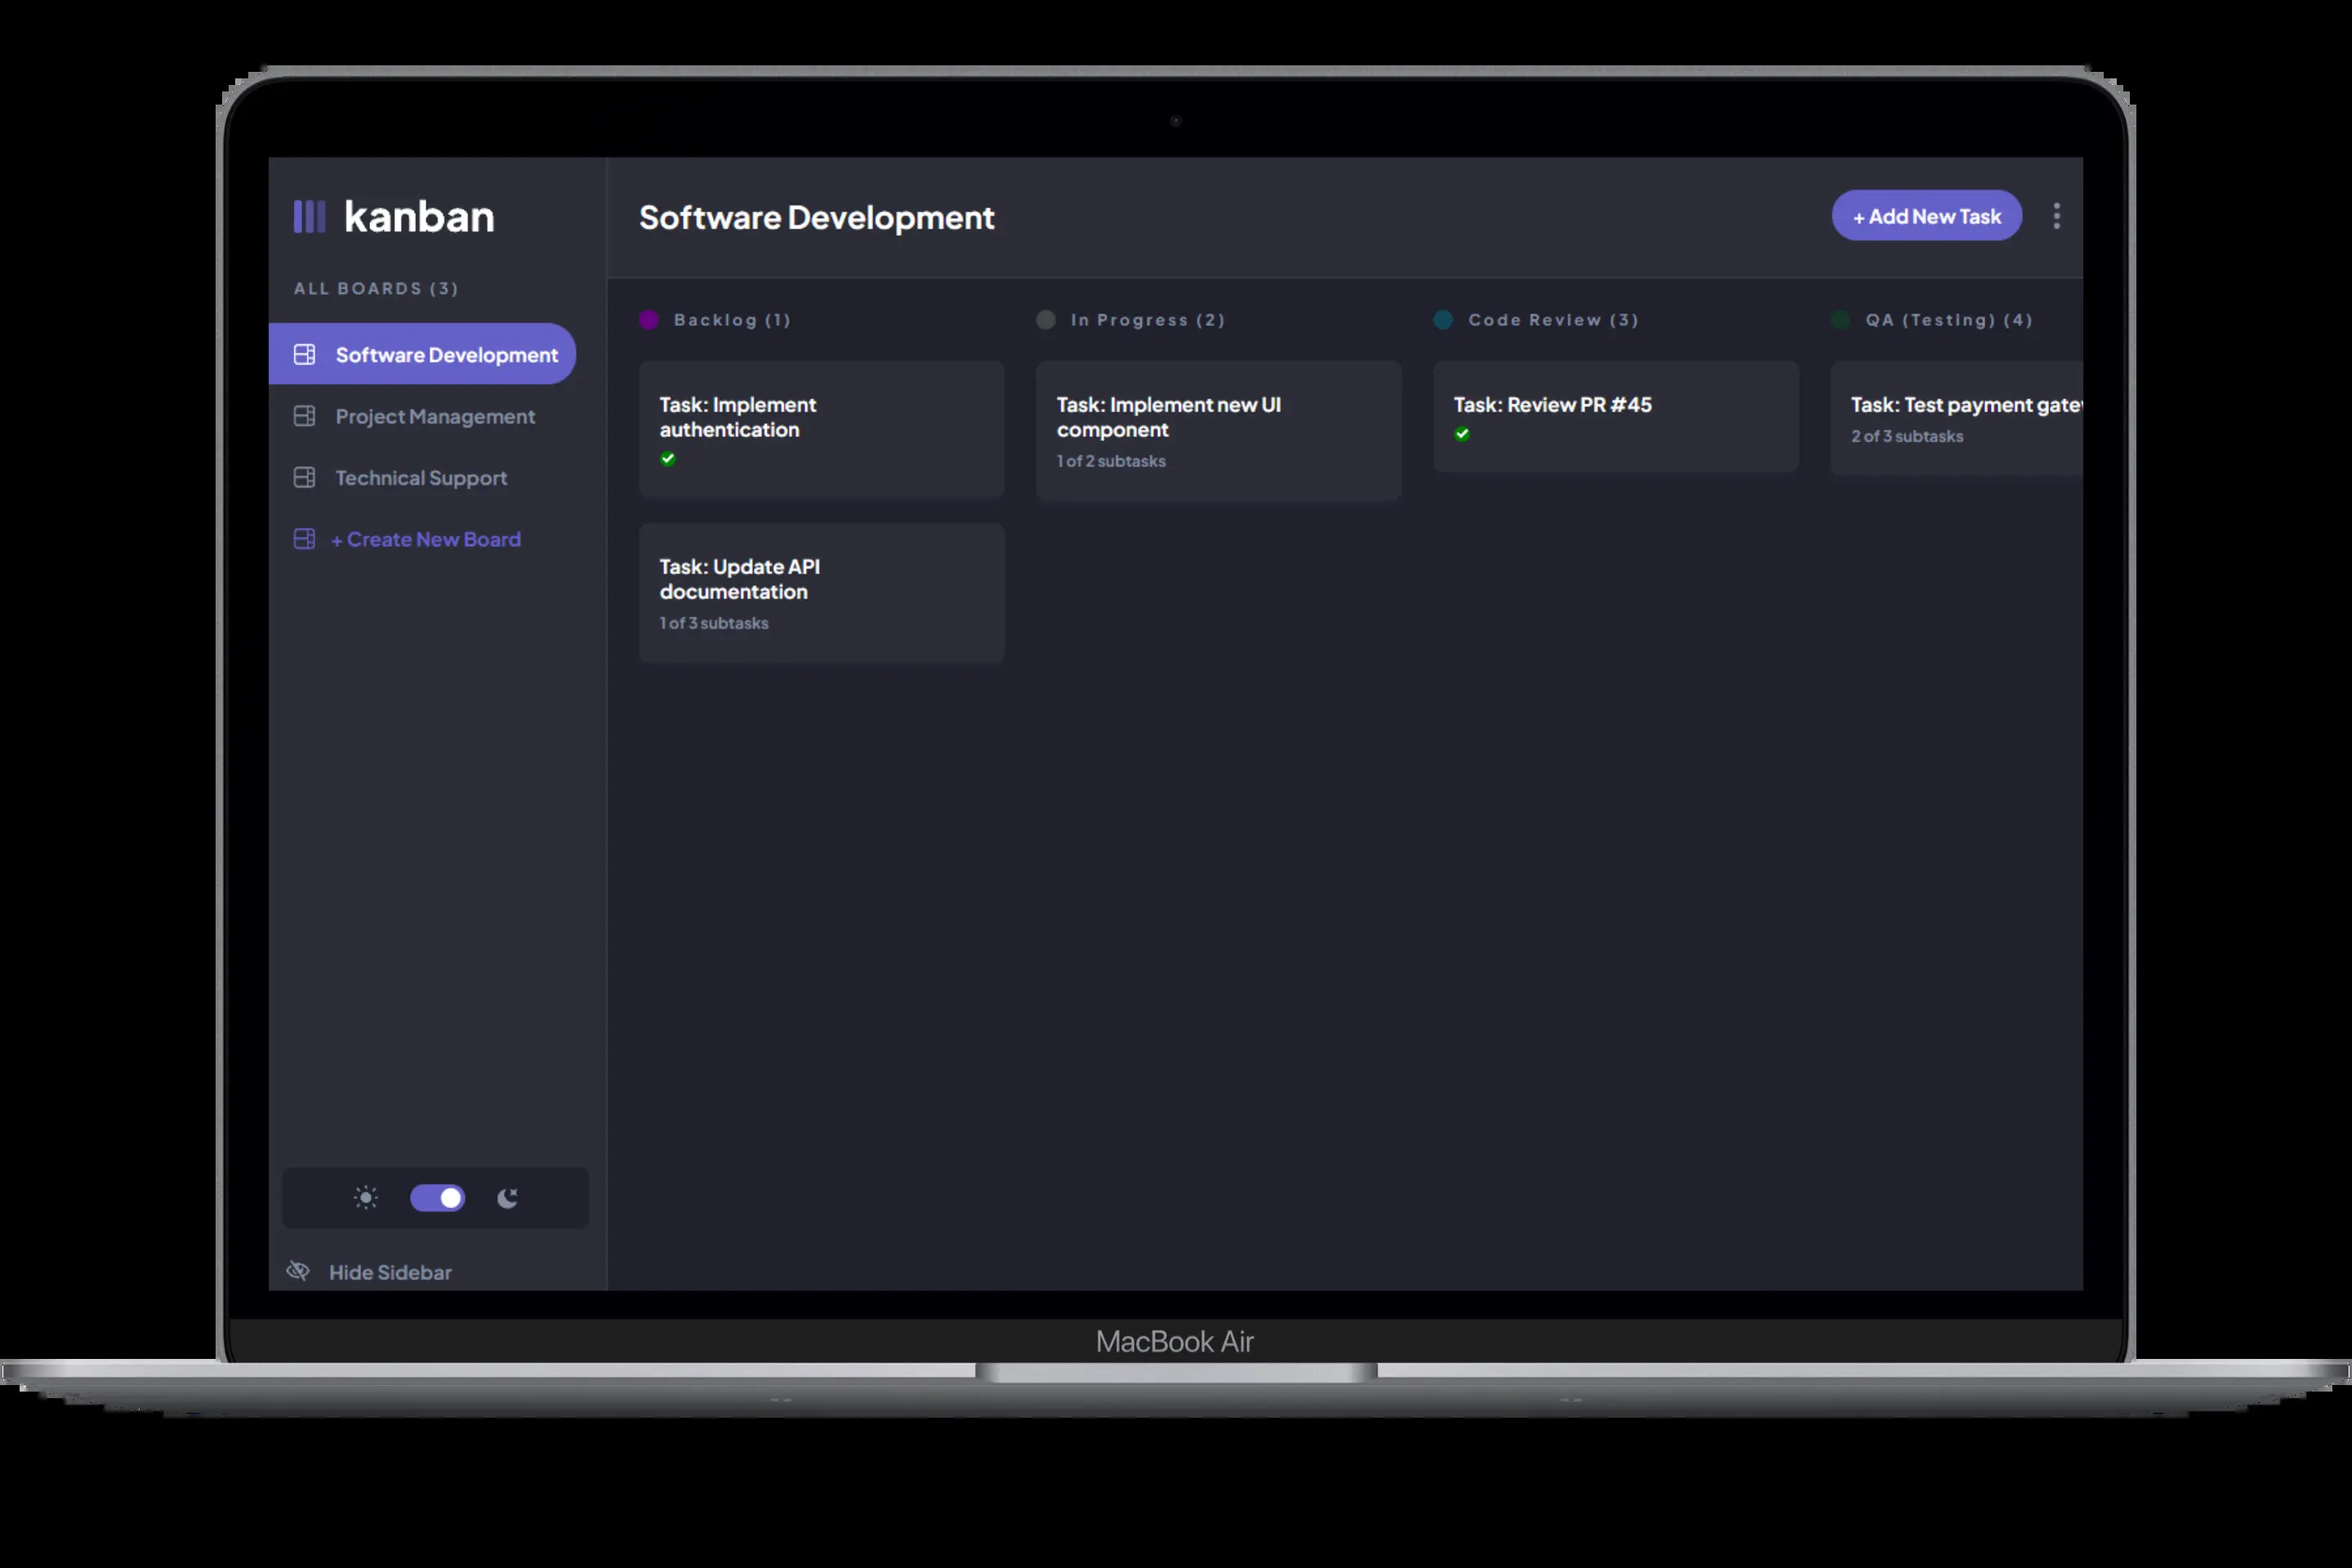 kanban
ALL BOARDS (3)
Software Development
Project Management
Technical Support
+ Create New Board
Hide Sidebar
Software Development
+ Add New Task
Backlog (1)
Task: Implement
authentication
Task: Update API
documentation
1 of 3 subtasks
In Progress (2)
Task: Implement new UI
component
1 of 2 subtasks
Code Review (3)
Task: Review PR #45
QA (Testing) (4)
Task: Test payment
2 of 3 subtasks
MacBook Air